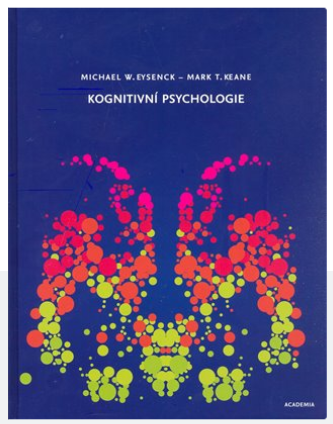 MICHAEL W. EYSENCK – MARK T. KEANE
KOGNITIVNÍ PSYCHOLOGIE
ACADEMIA